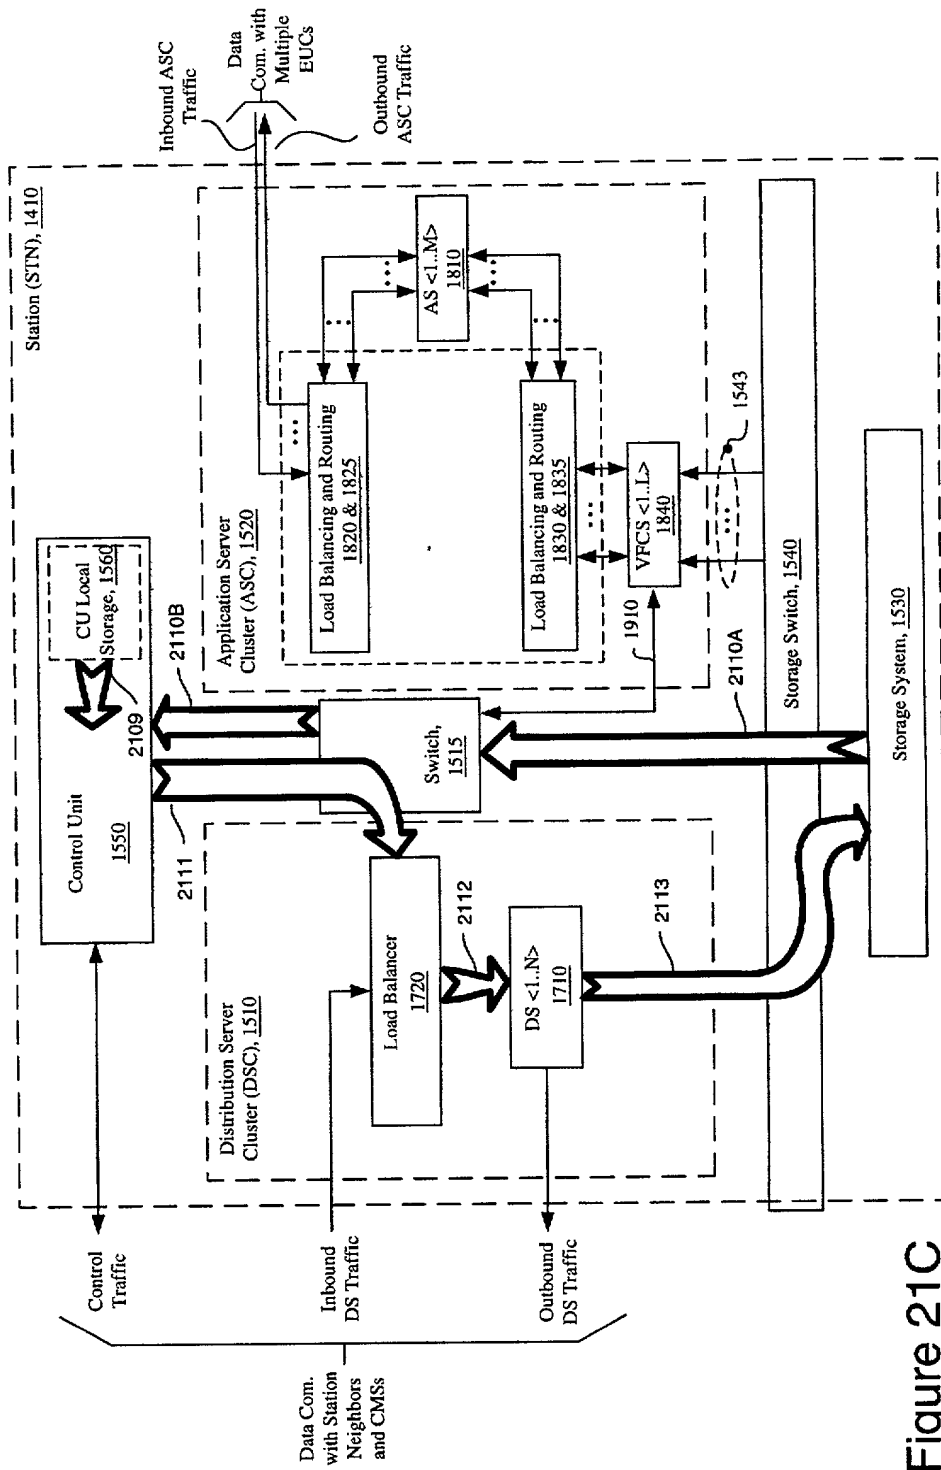 Station (STN), 1410
Control
Traffic
Control Unit
1550
CU Local
Storage, 1560
2109
2110B
2111
Data Com.
with Station
Neighbors
and CMSs
Inbound
DS Traffic
Outbound
DS Traffic
Distribution Server
Cluster (DSC), 1510
Load Balancer
1720
2112
DS <1..N>
1710
2113
Switch,
1515
Application Server
Cluster (ASC), 1520
Load Balancing and Routing
1820 & 1825
Load Balancing and Routing
1830 & 1835
AS <1..M>
1810
VFCS <1..L>
1840
1910
1543
2110A
Inbound ASC
Traffic
Data
Com. with
Multiple
EUCs
Outbound
ASC Traffic
Storage Switch, 1540
Storage System, 1530
Figure 21C